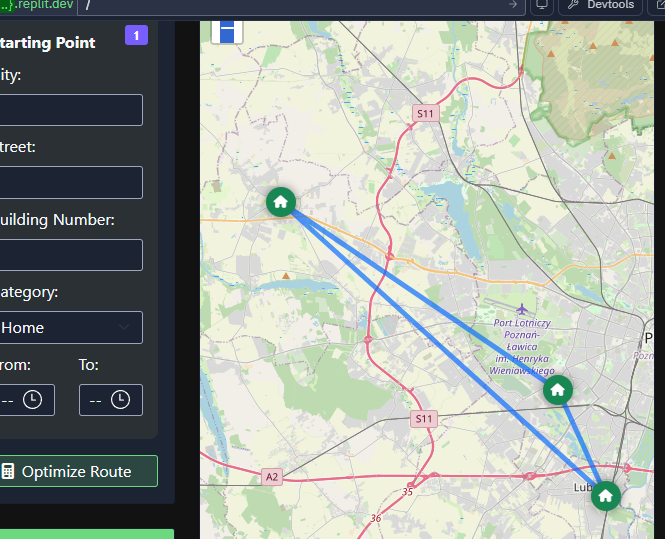 ..}.replit.dev /
Devtools
tarting Point
1
ity:
treet:
uilding Number:
ategory:
Home
rom:
To:
--
--
Optimize Route
S11
Port Lotniczy
Poznań-
Ławica
im. Henryka
Wieniawskiego
P
Pozn
S11
A2
Lub
35
36